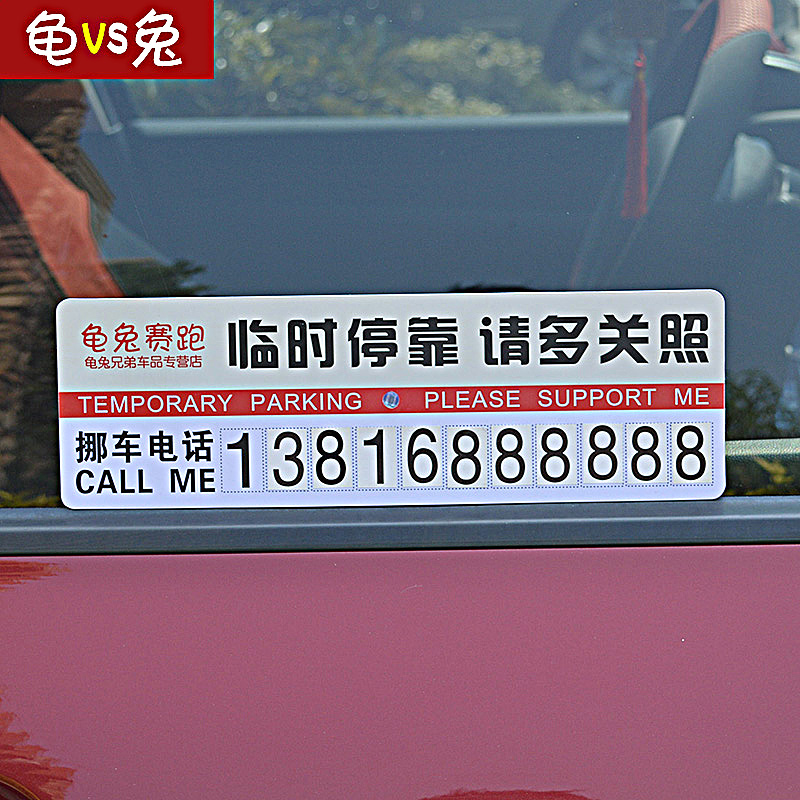 龟vs兔
龟兔赛跑
龟兔兄弟车品专营店
临时停靠 请多关照
TEMPORARY PARKING PLEASE SUPPORT ME
挪车电话
CALL ME
13816888888